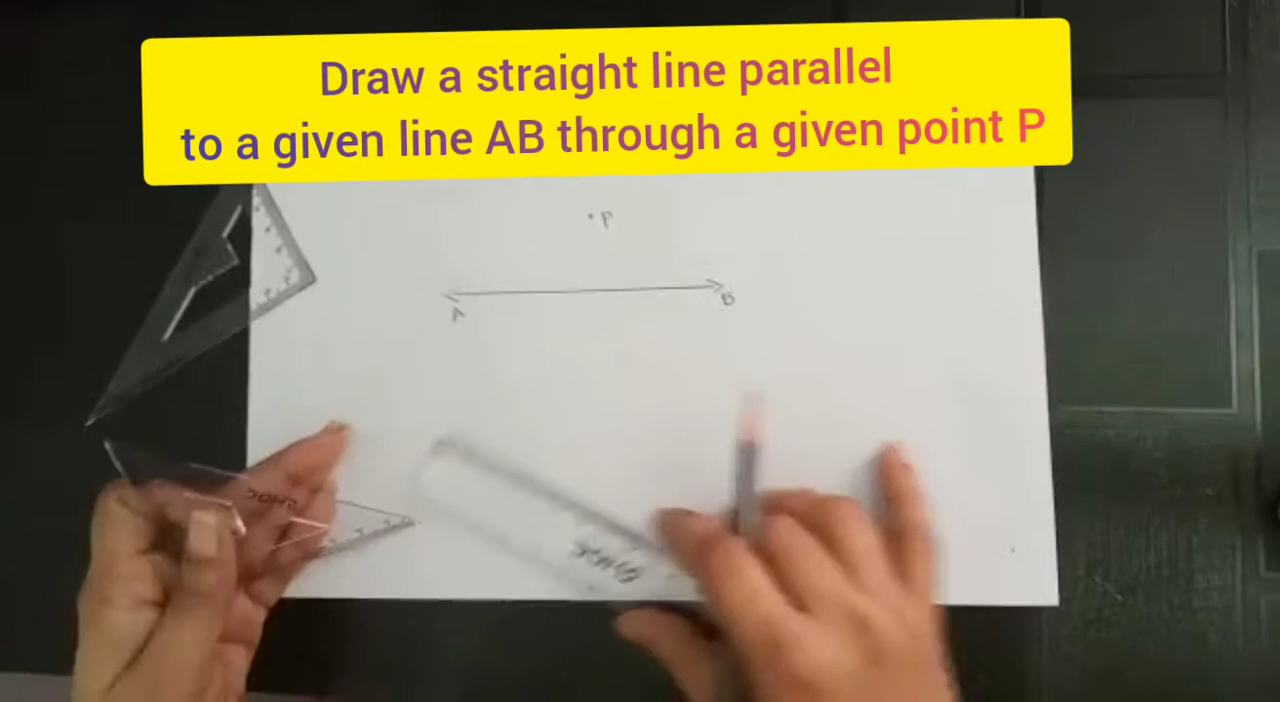 Draw a straight line parallel
to a given line AB through a given point P
P
A
B